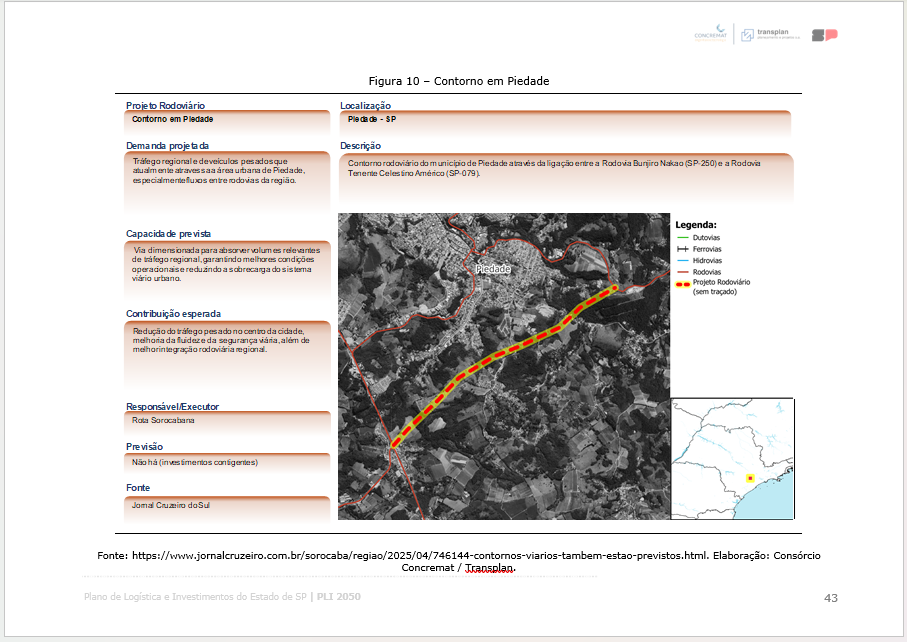 CONCREMAT
transplan
Figura 10 – Contorno em Piedade
Projeto Rodoviário
Contorno em Piedade
Localização
Piedade - SP
Demanda projetada
Tráfego regional e de veículos pesados que
atualmente atravessa a área urbana de Piedade,
especialmente fluxos entre rodovias da região.
Descrição
Contorno rodoviário do município de Piedade através da ligação entre a Rodovia Bunjiro Nakao (SP-250) e a Rodovia
Tenente Celestino Américo (SP-079).
Capacidade prevista
Via dimensionada para absorver volumes relevantes
de tráfego regional, garantindo melhores condições
operacionais e reduzindo a sobrecarga do sistema
viário urbano.
Contribuição esperada
Redução do tráfego pesado no centro da cidade,
melhoria da fluidez e da segurança viária, além de
melhor integração rodoviária regional.
Responsável/Executor
Rota Sorocabana
Previsão
Não há (investimentos contigentes)
Fonte
Jornal Cruzeiro do Sul
Piedade
Legenda:
Dutovias
Ferrovias
Hidrovias
Rodovias
Projeto Rodoviário
(sem traçado)
Fonte: https://www.jornalcruzeiro.com.br/sorocaba/regiao/2025/04/746144-contornos-viarios-tambem-estao-previstos.html. Elaboração: Consórcio
Concremat / Transplan.
Plano de Logística e Investimentos do Estado de SP | PLI 2050
43